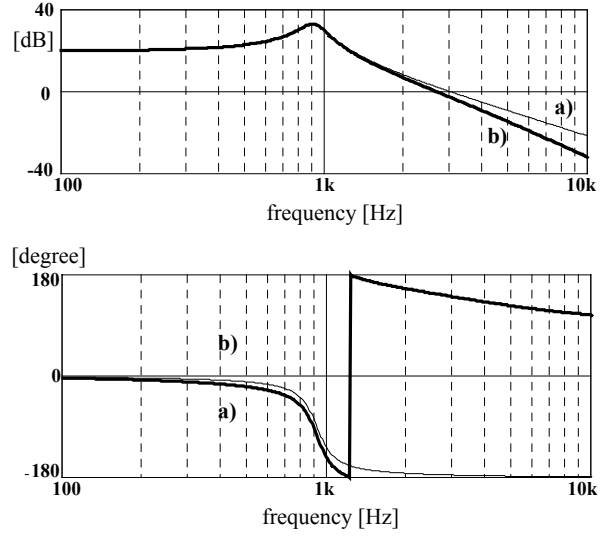 40
[dB]
0
a)
b)
-40
100 1k 10k
frequency [Hz]
[degree]
180
b)
0
a)
-180
100 1k 10k
frequency [Hz]